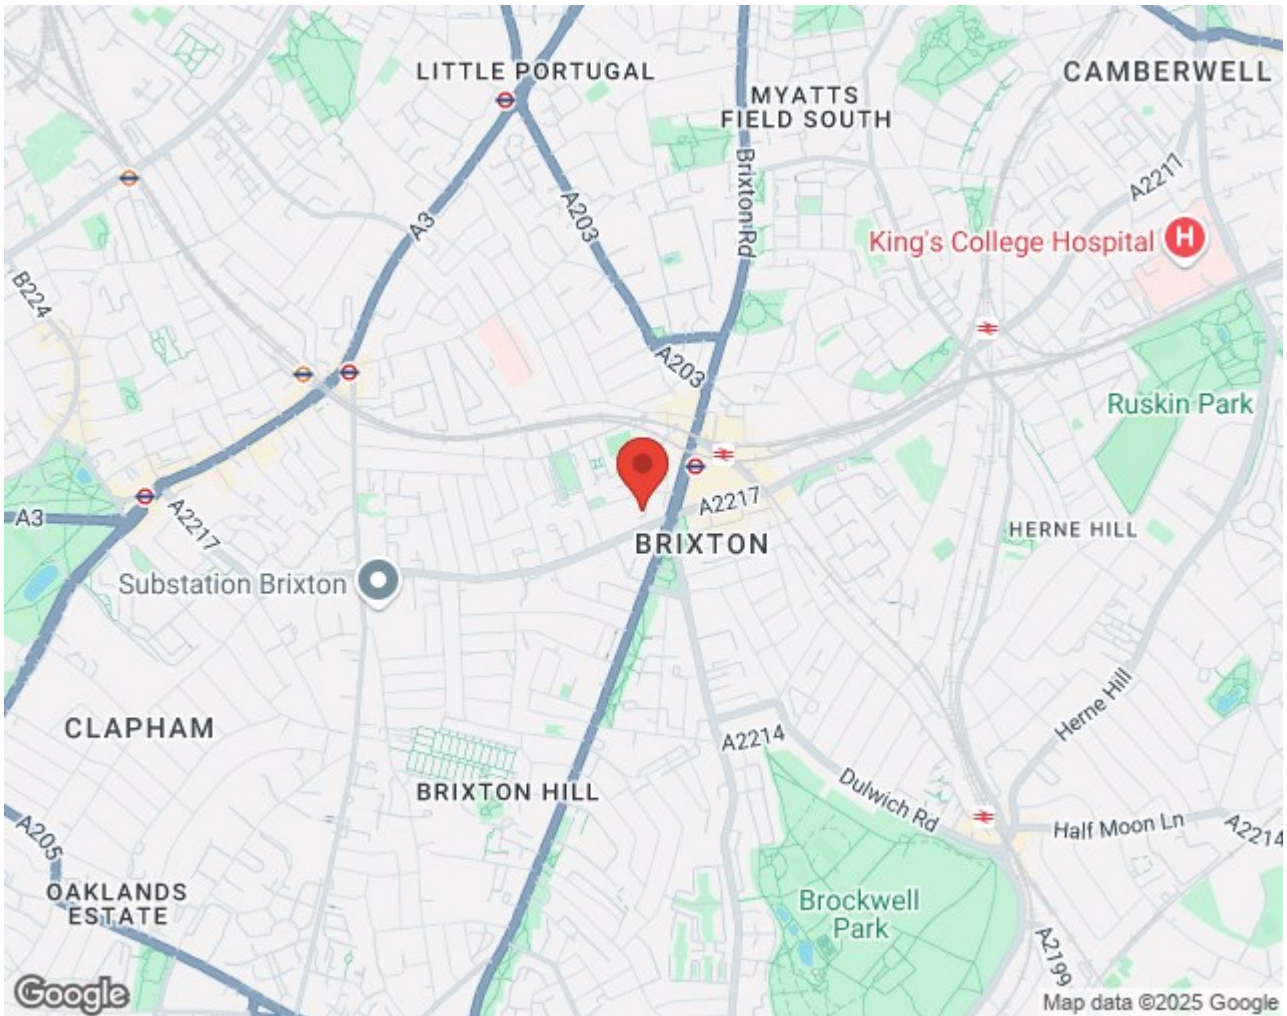 LITTLE PORTUGAL
CAMBERWELL
MYATTS
FIELD SOUTH
Brixton Rd
A2217
A203
A3
King's College Hospital
H
B224
A203
Ruskin Park
A3
A2217
A2217
HERNE HILL
BRIXTON
Substation Brixton
Herne Hill
CLAPHAM
A2214
BRIXTON HILL
Dulwich Rd
Half Moon Ln
A2214
A205
OAKLANDS
ESTATE
Brockwell
Park
A2199
Google
Map data ©2025 Google